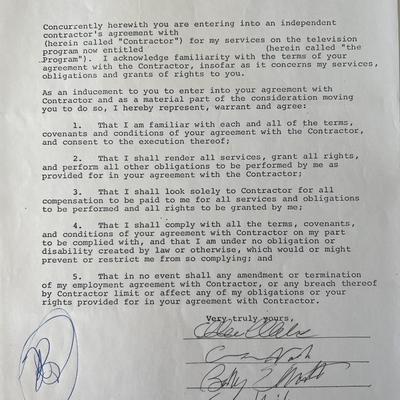 Concurrently herewith you are entering into an independent
contractor's agreement with
(herein called "Contractor") for my services on the television
program now entitled (herein called "the
Program"). I acknowledge familiarity with the terms of your
agreement with the Contractor, insofar as it concerns my services,
obligations and grants of rights to you.
As an inducement to you to enter into your agreement with
Contractor and as a material part of the consideration moving
you to do so, I hereby represent, warrant and agree:
1. That I am familiar with each and all of the terms,
covenants and conditions of your agreement with the Contractor,
and consent to the execution thereof;
2. That I shall render all services, grant all rights,
and perform all other obligations to be performed by me as
provided for in your agreement with the Contractor;
3. That I shall look solely to Contractor for all
compensation to be paid to me for all services and obligations
to be performed and all rights to be granted by me;
4. That I shall comply with all the terms, covenants,
and conditions of your agreement with Contractor on my part
to be complied with, and that I am under no obligation or
disability created by law or otherwise, which would or might
prevent or restrict me from so complying; and
5. That in no event shall any amendment or termination
of my employment agreement with Contractor, or any breach thereof
by Contractor limit or affect any of my obligations or your
rights provided for in your agreement with Contractor.
Very truly yours,